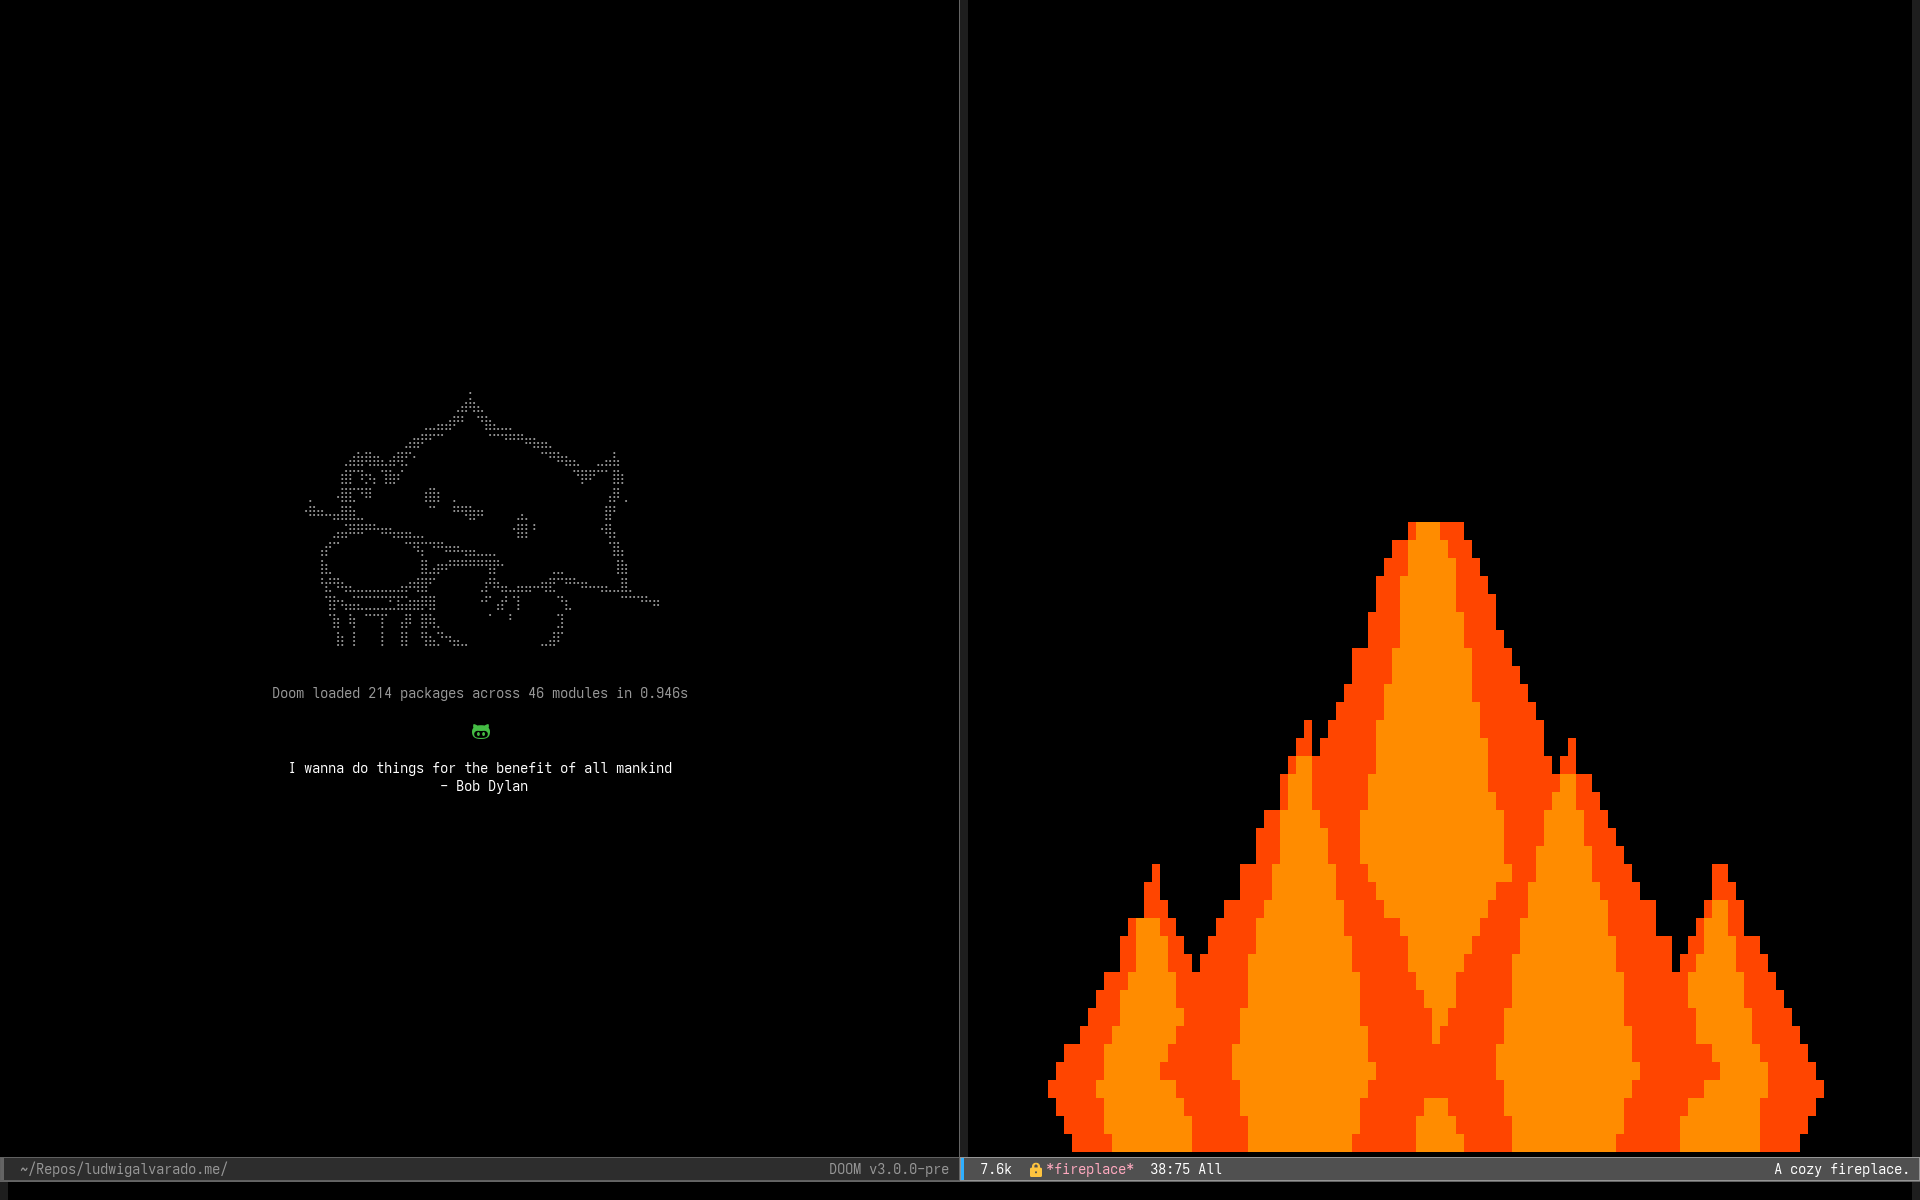 Doom loaded 214 packages across 46 modules in 0.946s
I wanna do things for the benefit of all mankind
- Bob Dylan
~/Repos/ludwigalvarado.me/ DOOM v3.0.0-pre
7.6k *fireplace* 38:75 All A cozy fireplace.